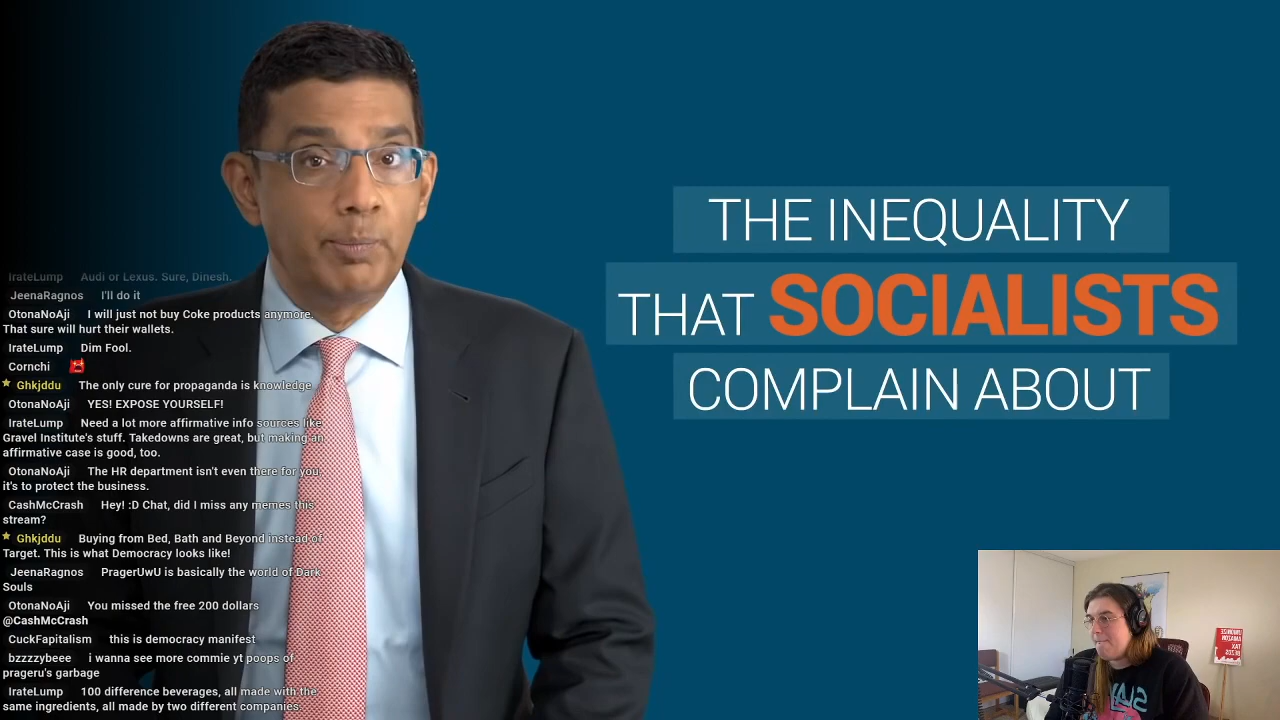 THE INEQUALITY
THAT SOCIALISTS
COMPLAIN ABOUT
IrateLump Audi or Lexus. Sure, Dinesh.
JeenaRagnos I'll do it
OtonaNoAji I will just not buy Coke products anymore.
That sure will hurt their wallets.
IrateLump Dim Fool.
Cornchi
Ghkjddu The only cure for propaganda is knowledge
OtonaNoAji YES! EXPOSE YOURSELF!
IrateLump Need a lot more affirmative info sources like
Gravel Institute's stuff. Takedowns are great, but making an
affirmative case is good, too.
OtonaNoAji The HR department isn't even there for you,
it's to protect the business.
CashMcCrash Hey! :D Chat, did I miss any memes this
stream?
Ghkjddu Buying from Bed, Bath and Beyond instead of
Target. This is what Democracy looks like!
JeenaRagnos PragerUwU is basically the world of Dark
Souls
OtonaNoAji You missed the free 200 dollars
@CashMcCrash
CuckFapitalism this is democracy manifest
bzzzzybeee i wanna see more commie yt poops of
prageru's garbage
IrateLump 100 difference beverages, all made with the
same ingredients, all made by two different companies.